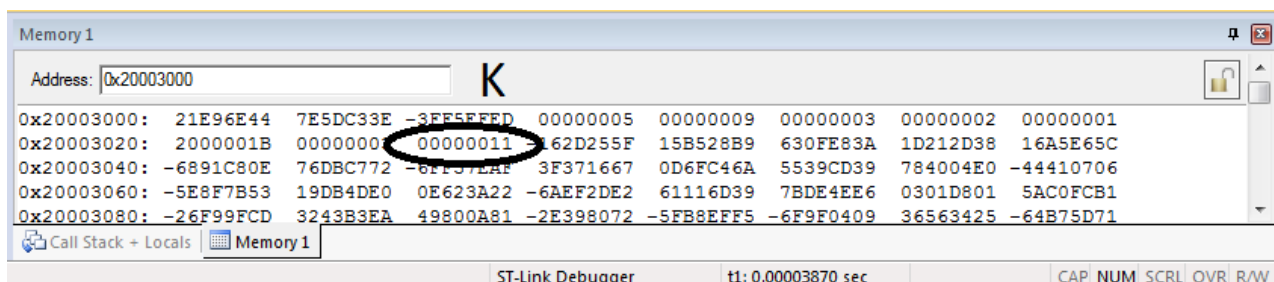 Memory 1
Address: 0x20003000 K
0x20003000: 21E96E44 7E5DC33E -3FF5EFED 00000005 00000009 00000003 00000002 00000001
0x20003020: 2000001B 00000011 -162D255F 15B528B9 630FE83A 1D212D38 16A5E65C
0x20003040: -6891C80E 76DBC772 3F371667 0D6FC46A 5539CD39 784004E0 -44410706
0x20003060: -5E8F7B53 19DB4DE0 0E623A22 -6AEF2DE2 61116D39 7BDE4EE6 0301D801 5AC0FCB1
0x20003080: -26F99FCD 3243B3EA 49800A81 -2E398072 -5FB8EFF5 -6F9F0409 36563425 -64B75D71
Call Stack + Locals Memory 1
ST-Link Debugger t1: 0.00003870 sec CAP NUM SCRL OVR R/W